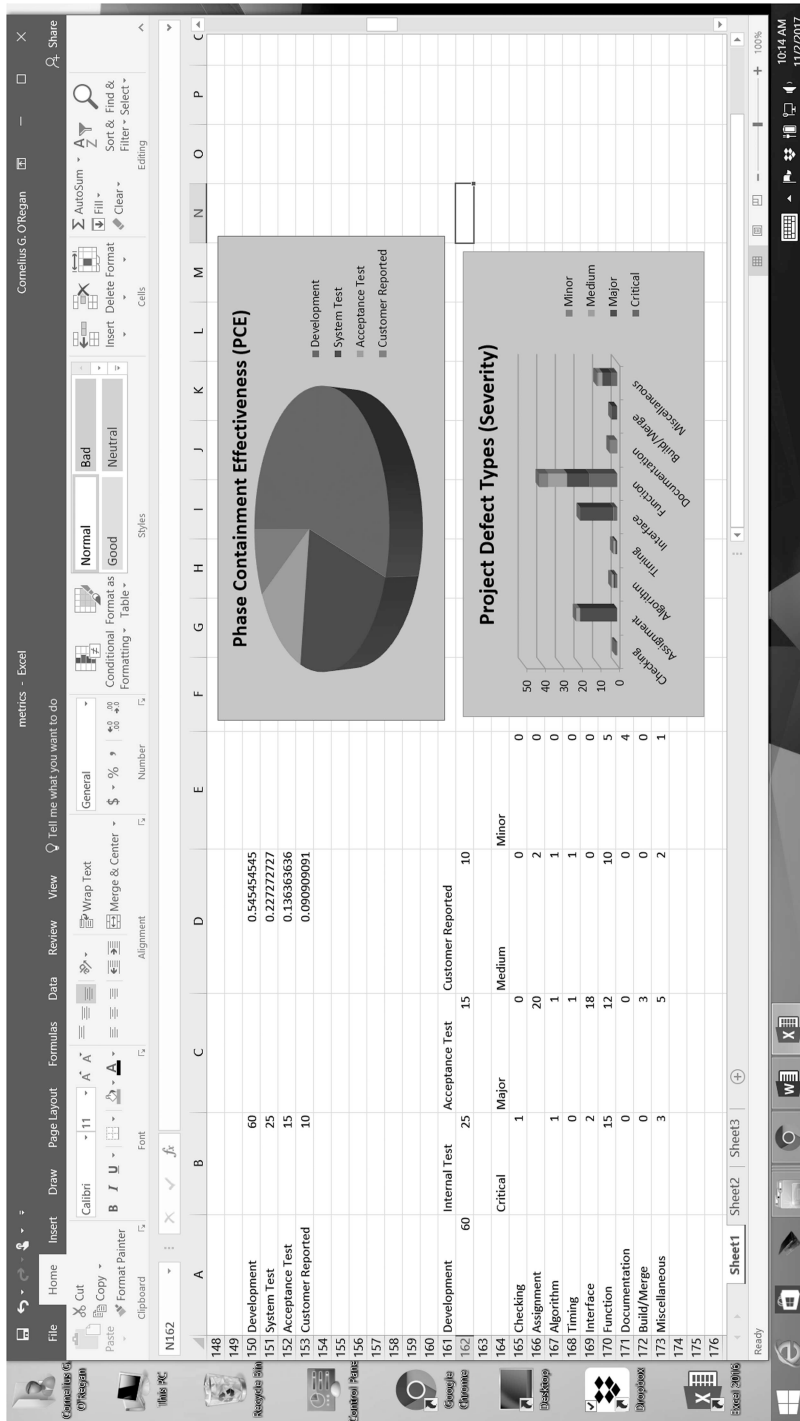 metrics - Excel
Cornelius G. O'Regan
File Home Insert Draw Page Layout Formulas Data Review View Tell me what you want to do Share
Paste
Cut
Copy
Format Painter
Clipboard
Calibri 11 A A
B I U A
Font
Wrap Text
Merge & Center
Alignment
General
$ % , .00
Number
Conditional Formatting
Format as Table
Normal Bad
Good Neutral
Styles
Insert Delete Format
Cells
AutoSum
Fill
Clear
Sort & Filter
Find & Select
Editing
N162 fx
A B C D E F G H I J K L M N O P
148
149
150 Development 60 0.545454545
151 System Test 25 0.227272727
152 Acceptance Test 15 0.136363636
153 Customer Reported 10 0.090909091
154
155
156
157
158
159
160
161 Development Internal Test Acceptance Test Customer Reported
162 60 25 15 10
163
164 Critical Major Medium Minor
165 Checking 1 0 0 0
166 Assignment 20 2 0
167 Algorithm 1 1 1 0
168 Timing 0 1 1 0
169 Interface 2 18 0 0
170 Function 15 12 10 5
171 Documentation 0 0 0 4
172 Build/Merge 0 3 0 0
173 Miscellaneous 3 5 2 1
174
175
176
Phase Containment Effectiveness (PCE)
Development
System Test
Acceptance Test
Customer Reported
Project Defect Types (Severity)
50
40
30
20
10
0
Checking
Assignment
Algorithm
Timing
Interface
Function
Documentation
Build/Merge
Miscellaneous
Minor
Medium
Major
Critical
Sheet1 Sheet2 Sheet3
Ready
100%
Cornelius G. O'Regan
This PC
Recycle Bin
Control Pane
Google Chrome
Desktop
Dropbox
Excel 2016
10:14 AM
11/2/2017